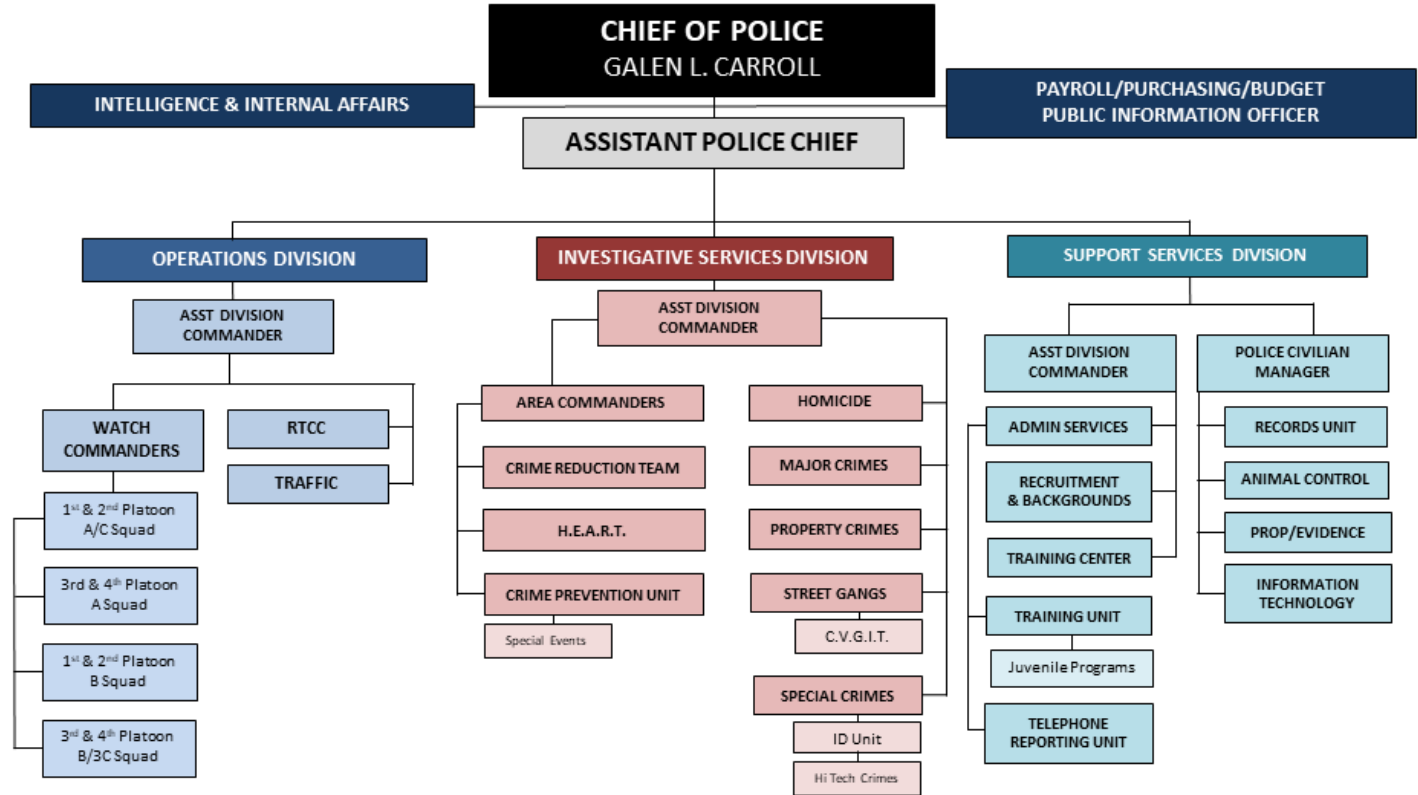 CHIEF OF POLICE
GALEN L. CARROLL
INTELLIGENCE & INTERNAL AFFAIRS
PAYROLL/PURCHASING/BUDGET
PUBLIC INFORMATION OFFICER
ASSISTANT POLICE CHIEF
OPERATIONS DIVISION
ASST DIVISION
COMMANDER
WATCH
COMMANDERS
RTCC
TRAFFIC
1st & 2nd Platoon
A/C Squad
3rd & 4th Platoon
A Squad
1st & 2nd Platoon
B Squad
3rd & 4th Platoon
B/3C Squad
INVESTIGATIVE SERVICES DIVISION
ASST DIVISION
COMMANDER
AREA COMMANDERS
CRIME REDUCTION TEAM
H.E.A.R.T.
CRIME PREVENTION UNIT
Special Events
HOMICIDE
MAJOR CRIMES
PROPERTY CRIMES
STREET GANGS
C.V.G.I.T.
SPECIAL CRIMES
ID Unit
Hi Tech Crimes
SUPPORT SERVICES DIVISION
ASST DIVISION
COMMANDER
ADMIN SERVICES
RECRUITMENT
& BACKGROUNDS
TRAINING CENTER
TRAINING UNIT
Juvenile Programs
TELEPHONE
REPORTING UNIT
POLICE CIVILIAN
MANAGER
RECORDS UNIT
ANIMAL CONTROL
PROP/EVIDENCE
INFORMATION
TECHNOLOGY